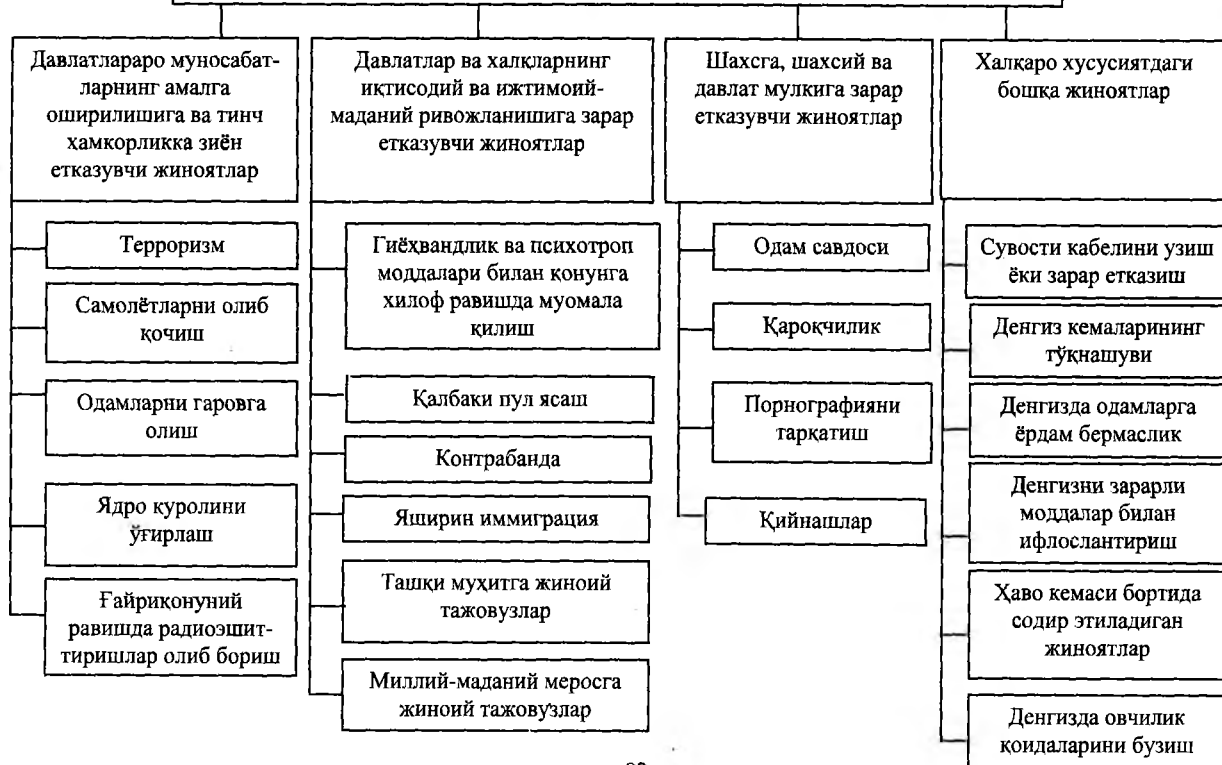 Давлатлараро муносабат-
ларнинг амалга
оширилишига ва тинч
ҳамкорликка зиён
етказувчи жиноятлар
Терроризм
Самолётларни олиб
қочиш
Одамларни гаровга
олиш
Ядро қуролини
ўғирлаш
Ғайриқонуний
равишда радиоэшит-
тиришлар олиб бориш
Давлатлар ва халқларнинг
иқтисодий ва ижтимоий-
маданий ривожланишига зарар
етказувчи жиноятлар
Гиёҳвандлик ва психотроп
моддалари билан қонунга
хилоф равишда муомала
қилиш
Қалбаки пул ясаш
Контрабанда
Яширин иммиграция
Ташқи муҳитга жиноий
тажовузлар
Миллий-маданий меросга
жиноий тажовузлар
Шахсга, шахсий ва
давлат мулкига зарар
етказувчи жиноятлар
Одам савдоси
Қароқчилик
Порнографияни
тарқатиш
Қийнашлар
Халқаро хусусиятдаги
бошқа жиноятлар
Сувости кабелини узиш
ёки зарар етказиш
Денгиз кемаларининг
тўқнашуви
Денгизда одамларга
ёрдам бермаслик
Денгизни зарарли
моддалар билан
ифлослантириш
Ҳаво кемаси бортида
содир этиладиган
жиноятлар
Денгизда овчилик
қоидаларини бузиш